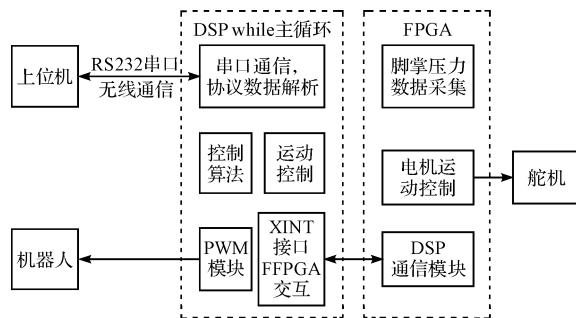 DSP while主循环
FPGA
上位机
RS232串口
无线通信
串口通信，
协议数据解析
脚掌压力
数据采集
控制
算法
运动
控制
电机运
动控制
舵机
机器人
PWM
模块
XINT
接口
FFPGA
交互
DSP
通信模块